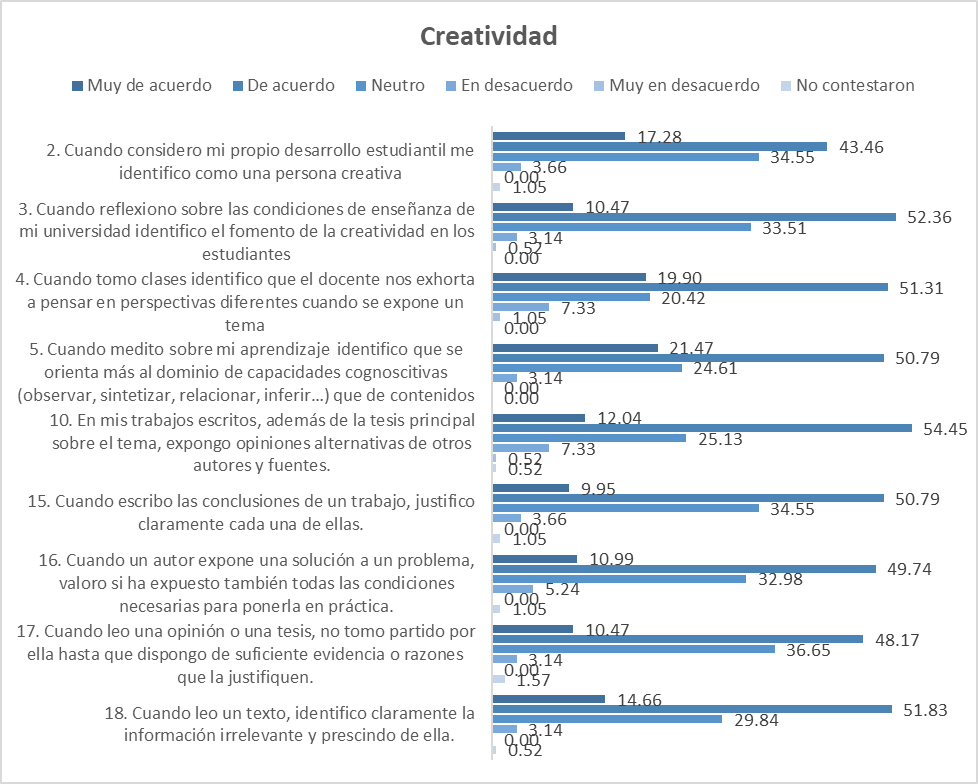 Creatividad
Muy de acuerdo De acuerdo Neutro En desacuerdo Muy en desacuerdo No contestaron
2. Cuando considero mi propio desarrollo estudiantil me
identifico como una persona creativa
17.28
43.46
34.55
3.66
0.00
1.05
3. Cuando reflexiono sobre las condiciones de enseñanza de
mi universidad identifico el fomento de la creatividad en los
estudiantes
10.47
52.36
33.51
3.14
0.52
0.00
4. Cuando tomo clases identifico que el docente nos exhorta
a pensar en perspectivas diferentes cuando se expone un
tema
19.90
51.31
20.42
7.33
1.05
0.00
5. Cuando medito sobre mi aprendizaje identifico que se
orienta más al dominio de capacidades cognoscitivas
(observar, sintetizar, relacionar, inferir…) que de contenidos
21.47
50.79
24.61
3.14
0.00
0.00
10. En mis trabajos escritos, además de la tesis principal
sobre el tema, expongo opiniones alternativas de otros
autores y fuentes.
12.04
54.45
25.13
7.33
0.52
0.52
15. Cuando escribo las conclusiones de un trabajo, justifico
claramente cada una de ellas.
9.95
50.79
34.55
3.66
0.00
1.05
16. Cuando un autor expone una solución a un problema,
valoro si ha expuesto también todas las condiciones
necesarias para ponerla en práctica.
10.99
49.74
32.98
5.24
0.00
1.05
17. Cuando leo una opinión o una tesis, no tomo partido por
ella hasta que dispongo de suficiente evidencia o razones
que la justifiquen.
10.47
48.17
36.65
3.14
0.00
1.57
18. Cuando leo un texto, identifico claramente la
información irrelevante y prescindo de ella.
14.66
51.83
29.84
3.14
0.00
0.52